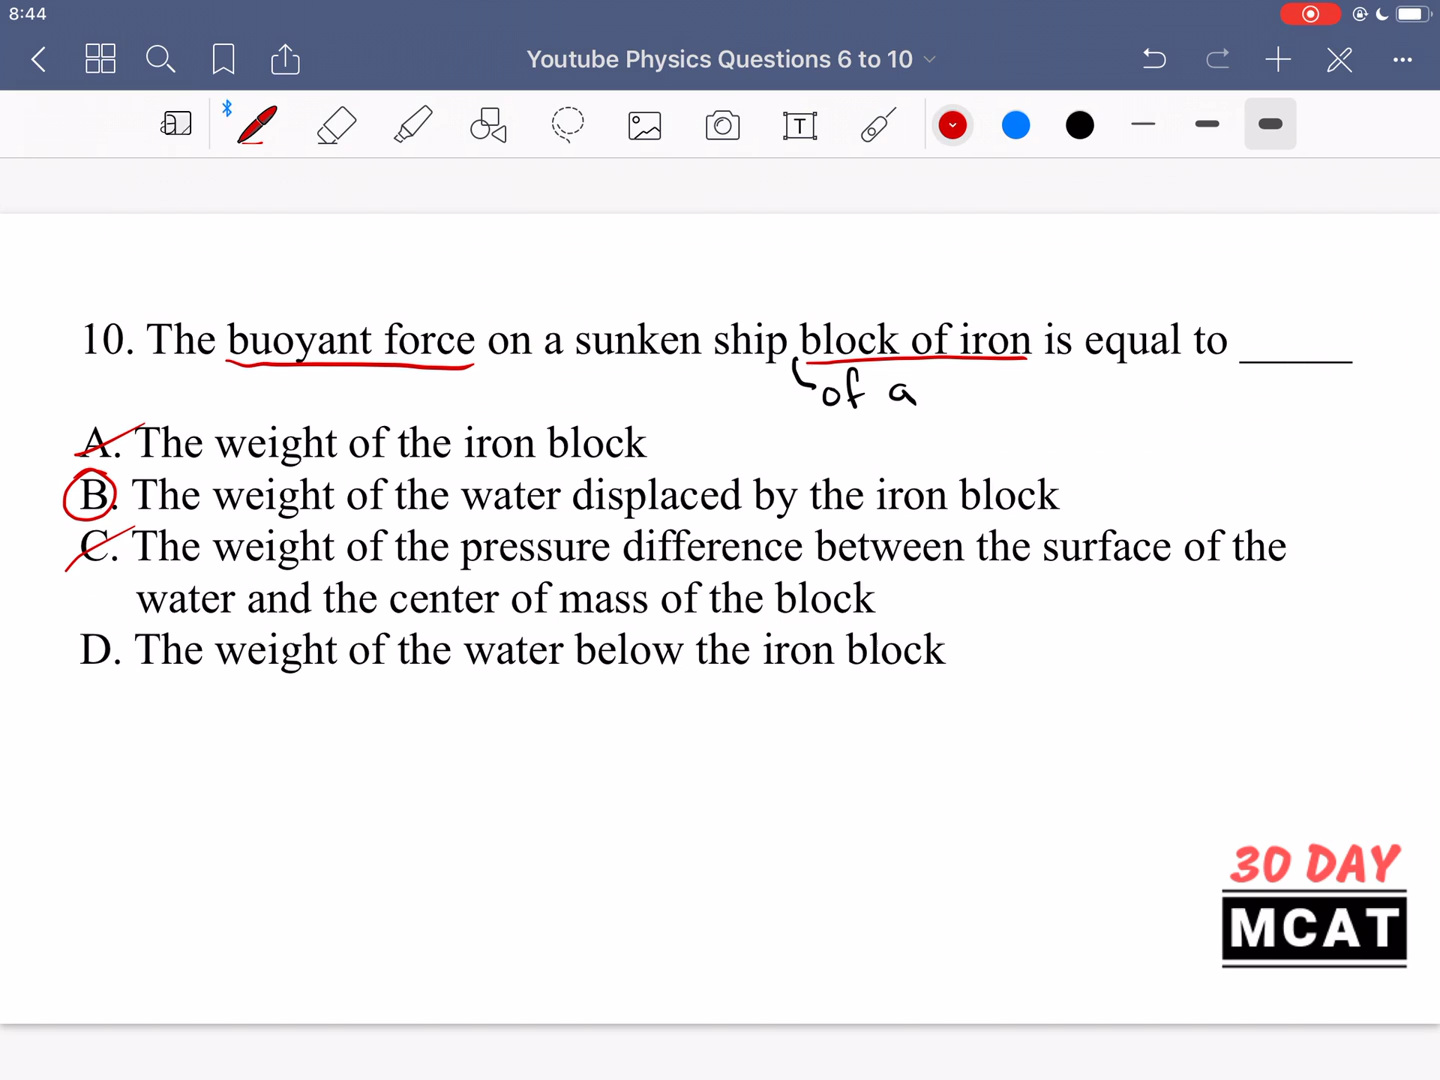 8:44
Youtube Physics Questions 6 to 10
a
T
10. The buoyant force on a sunken ship block of iron is equal to ______
of a
A. The weight of the iron block
B. The weight of the water displaced by the iron block
C. The weight of the pressure difference between the surface of the
water and the center of mass of the block
D. The weight of the water below the iron block
30 DAY
MCAT